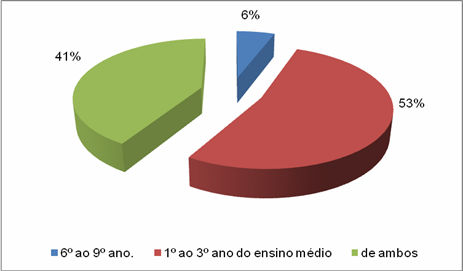 6%
41%
53%
6º ao 9º ano. 1º ao 3º ano do ensino médio de ambos